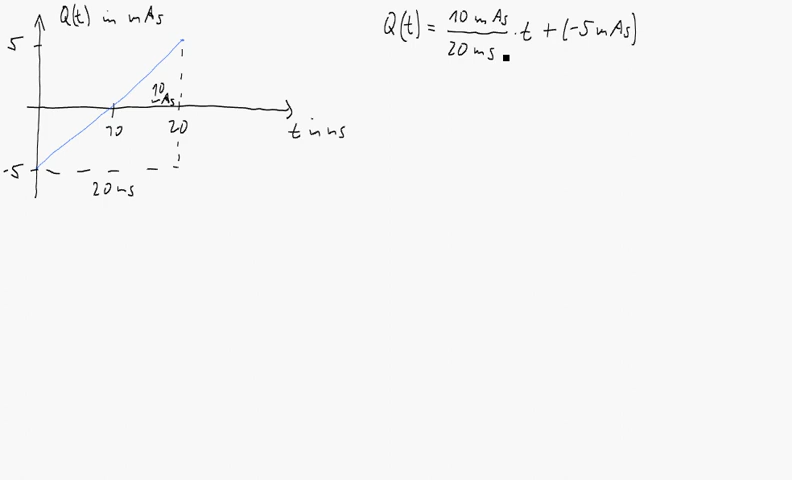 Q(t) in mAs
5
10
mAs
10
20
t in ms
-5
20 ms
Q(t) = 10 mAs / 20 ms · t + (-5 mAs)